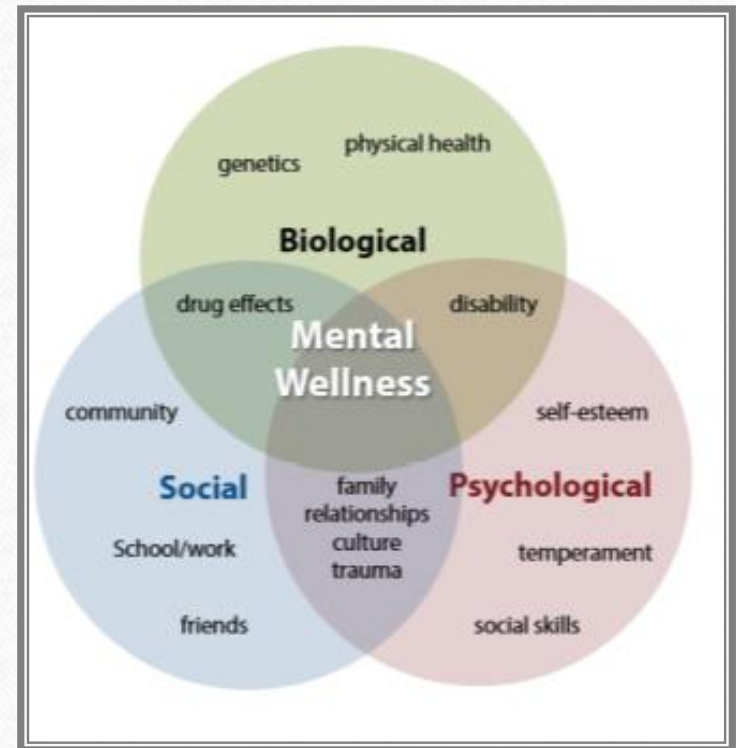 physical health
genetics
Biological
drug effects
disability
Mental
Wellness
community
self-esteem
Social
family
Psychological
relationships
School/work
culture
temperament
trauma
friends
social skills